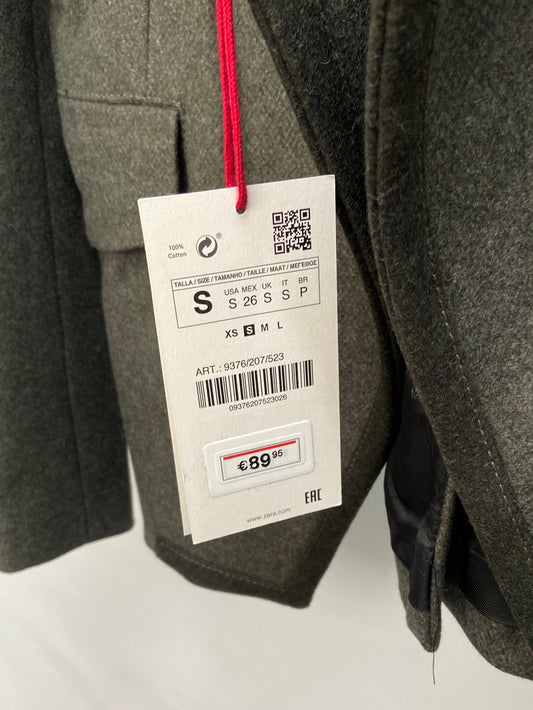 100%
Cotton
TALLA / SIZE / TAMANHO / TAILLE / MAAT / ΜΕΓΕΘΟΣ
S
USA MEX UK IT BR
S 26 S S P
XS S M L
ART.: 9376/207/523
09376207523026
€89 95
EAC
www.zara.com